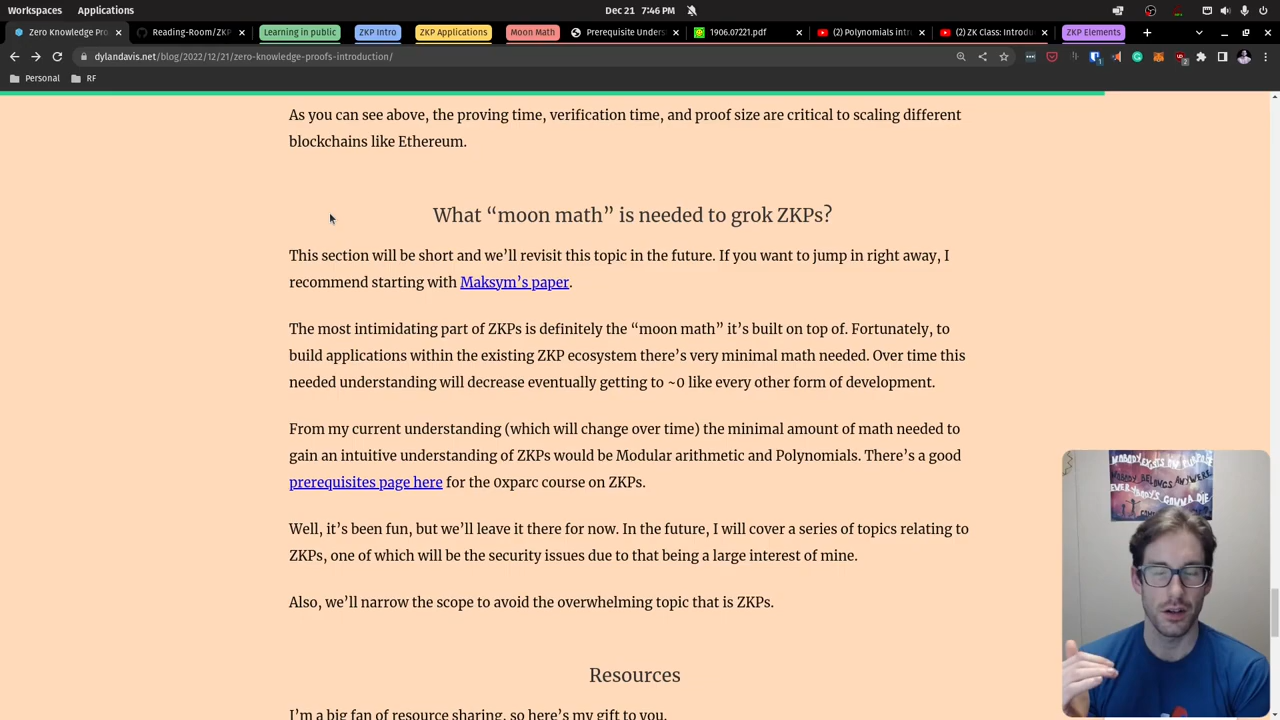 Workspaces Applications Dec 21 7:46 PM
Zero Knowledge Pro Reading-Room/ZKP Learning in public ZKP Intro ZKP Applications Moon Math Prerequisite Unders 1906.07221.pdf (2) Polynomials intr (2) ZK Class: Introdu ZKP Elements
dylandavis.net/blog/2022/12/21/zero-knowledge-proofs-introduction/
Personal RF
As you can see above, the proving time, verification time, and proof size are critical to scaling different
blockchains like Ethereum.
What “moon math” is needed to grok ZKPs?
This section will be short and we’ll revisit this topic in the future. If you want to jump in right away, I
recommend starting with Maksym’s paper.
The most intimidating part of ZKPs is definitely the “moon math” it’s built on top of. Fortunately, to
build applications within the existing ZKP ecosystem there’s very minimal math needed. Over time this
needed understanding will decrease eventually getting to ~0 like every other form of development.
From my current understanding (which will change over time) the minimal amount of math needed to
gain an intuitive understanding of ZKPs would be Modular arithmetic and Polynomials. There’s a good
prerequisites page here for the 0xparc course on ZKPs.
Well, it’s been fun, but we’ll leave it there for now. In the future, I will cover a series of topics relating to
ZKPs, one of which will be the security issues due to that being a large interest of mine.
Also, we’ll narrow the scope to avoid the overwhelming topic that is ZKPs.
Resources
I’m a big fan of resource sharing, so here’s my gift to you.
NOBODY EXISTS ON PURPOSE
NOBODY BELONGS ANYWHERE
EVERYBODY'S GONNA DIE